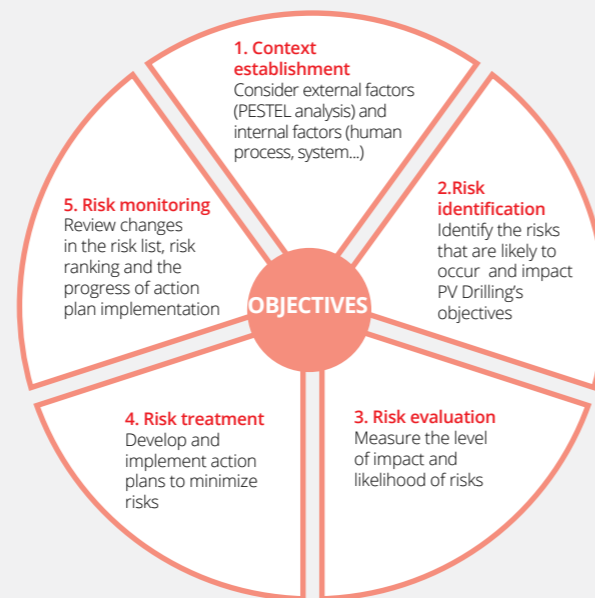 1. Context
establishment
Consider external factors
(PESTEL analysis) and
internal factors (human
process, system...)
2.Risk
identification
Identify the risks
that are likely to
occur and impact
PV Drilling's
objectives
3. Risk evaluation
Measure the level
of impact and
likelihood of risks
4. Risk treatment
Develop and
implement action
plans to minimize
risks
5. Risk monitoring
Review changes
in the risk list, risk
ranking and the
progress of action
plan implementation
OBJECTIVES